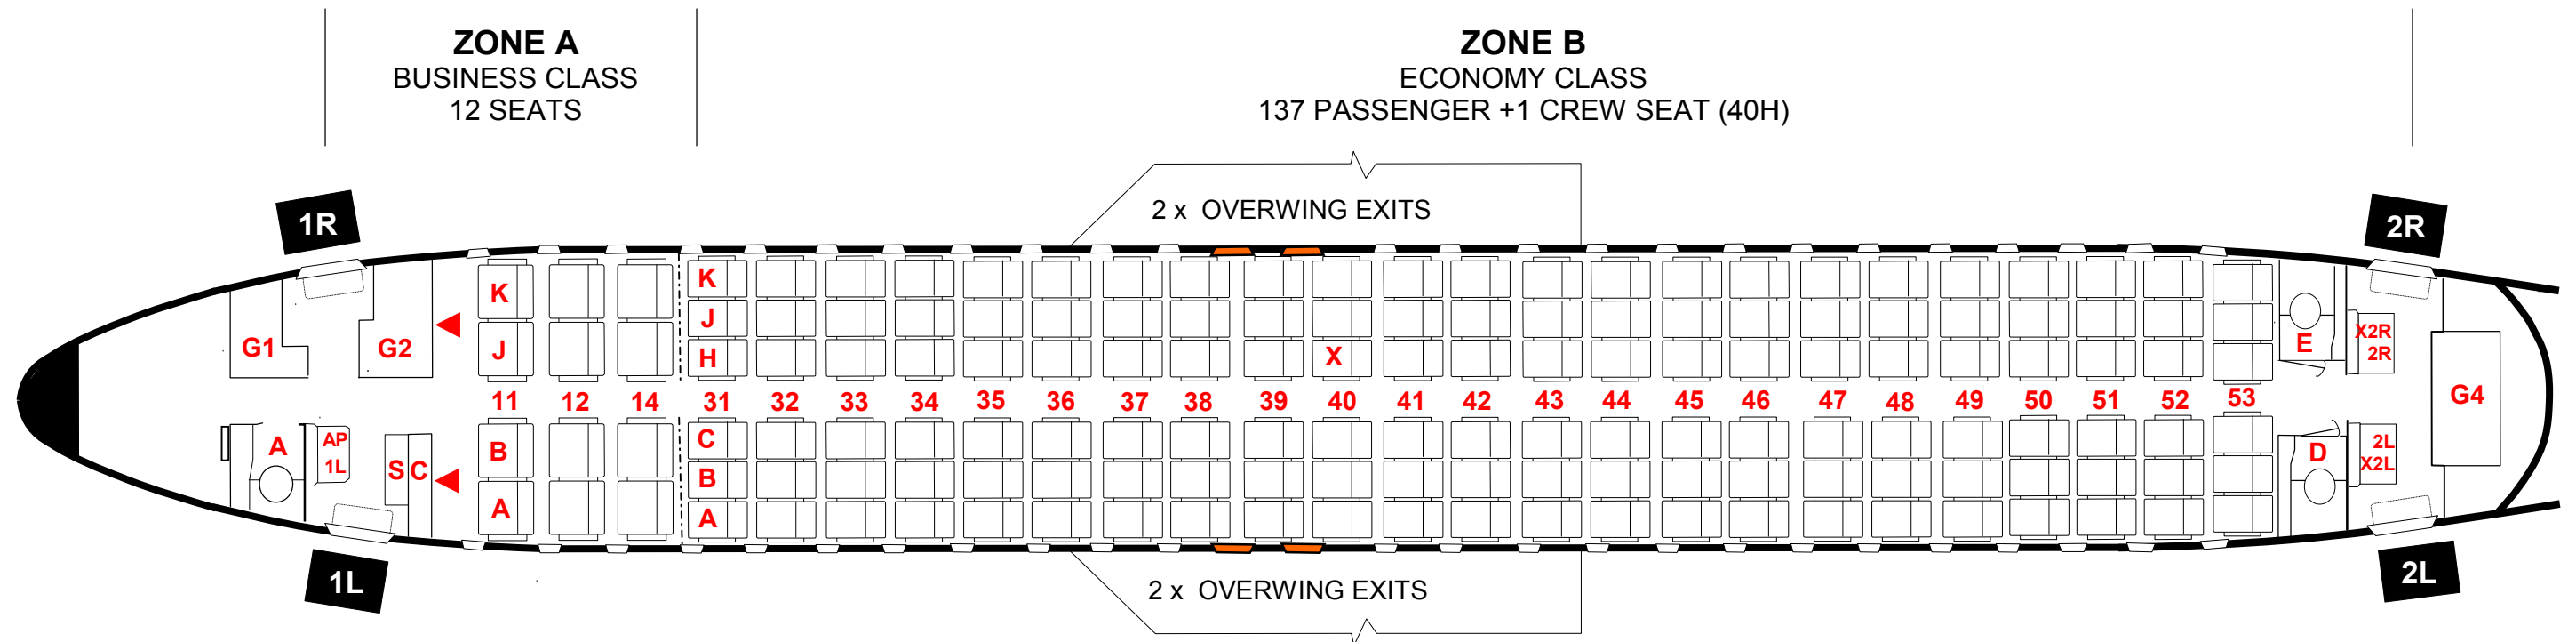 ZONE A
BUSINESS CLASS
12 SEATS
ZONE B
ECONOMY CLASS
137 PASSENGER +1 CREW SEAT (40H)
2 x OVERWING EXITS
1R
2R
K
K
J
J
H
G1
G2
X
E
X2R
2R
11 12 14 31 32 33 34 35 36 37 38 39 40 41 42 43 44 45 46 47 48 49 50 51 52 53
G4
A
AP
1L
S C
B
A
C
B
A
D
2L
X2L
1L
2L
2 x OVERWING EXITS